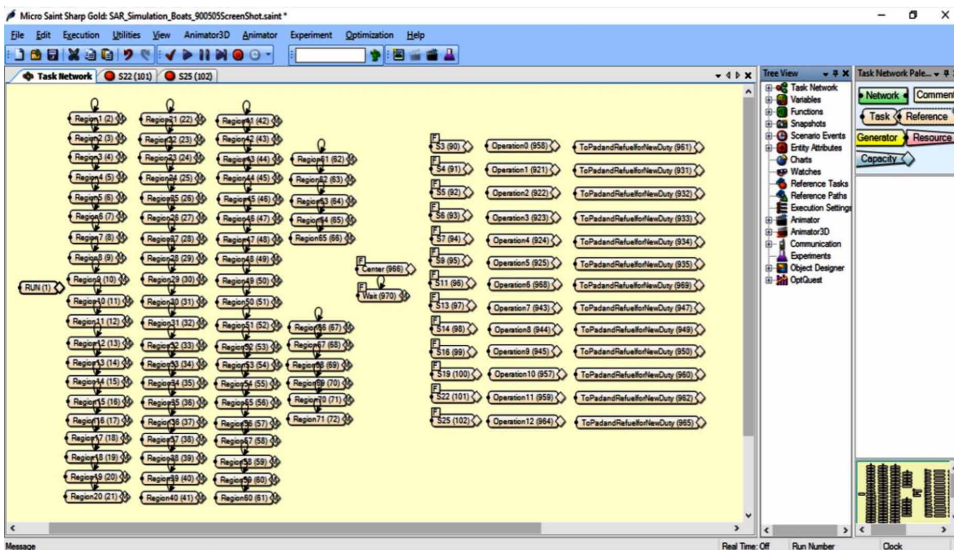 Micro Saint Sharp Gold: SAR_Simulation_Boats_900505ScreenShot.saint *
File Edit Execution Utilities View Animator3D Animator Experiment Optimization Help
Task Network S22 (101) S25 (102)
RUN (1)
Region1 (2)
Region2 (3)
Region3 (4)
Region4 (5)
Region5 (6)
Region6 (7)
Region7 (8)
Region8 (9)
Region9 (10)
Region10 (11)
Region11 (12)
Region12 (13)
Region13 (14)
Region14 (15)
Region15 (16)
Region16 (17)
Region17 (18)
Region18 (19)
Region19 (20)
Region20 (21)
Region21 (22)
Region22 (23)
Region23 (24)
Region24 (25)
Region25 (26)
Region26 (27)
Region27 (28)
Region28 (29)
Region29 (30)
Region30 (31)
Region31 (32)
Region32 (33)
Region33 (34)
Region34 (35)
Region35 (36)
Region36 (37)
Region37 (38)
Region38 (39)
Region39 (40)
Region40 (41)
Region41 (42)
Region42 (43)
Region43 (44)
Region44 (45)
Region45 (46)
Region46 (47)
Region47 (48)
Region48 (49)
Region49 (50)
Region50 (51)
Region51 (52)
Region52 (53)
Region53 (54)
Region54 (55)
Region55 (56)
Region56 (57)
Region57 (58)
Region58 (59)
Region59 (60)
Region60 (61)
Region61 (62)
Region62 (63)
Region63 (64)
Region64 (65)
Region65 (66)
Region66 (67)
Region67 (68)
Region68 (69)
Region69 (70)
Region70 (71)
Region71 (72)
F
Center (966)
F
Wait (970)
F
S3 (90) Operation0 (958) ToPadandRefuelforNewDuty (961)
F
S4 (91) Operation1 (921) ToPadandRefuelforNewDuty (931)
F
S5 (92) Operation2 (922) ToPadandRefuelforNewDuty (932)
F
S6 (93) Operation3 (923) ToPadandRefuelforNewDuty (933)
F
S7 (94) Operation4 (924) ToPadandRefuelforNewDuty (934)
F
S9 (95) Operation5 (925) ToPadandRefuelforNewDuty (935)
F
S11 (96) Operation6 (968) ToPadandRefuelforNewDuty (969)
F
S13 (97) Operation7 (943) ToPadandRefuelforNewDuty (947)
F
S14 (98) Operation8 (944) ToPadandRefuelforNewDuty (949)
F
S16 (99) Operation9 (945) ToPadandRefuelforNewDuty (950)
F
S19 (100) Operation10 (957) ToPadandRefuelforNewDuty (960)
F
S22 (101) Operation11 (959) ToPadandRefuelforNewDuty (962)
F
S25 (102) Operation12 (964) ToPadandRefuelforNewDuty (965)
Tree View
Task Network
Variables
Functions
Snapshots
Scenario Events
Entity Attributes
Charts
Watches
Reference Tasks
Reference Paths
Execution Settings
Animator
Animator3D
Communication
Experiments
Object Designer
OptQuest
Task Network Pale...
Network Comment
Task Reference
Generator Resource
Capacity
Message Real Time: Off Run Number Clock